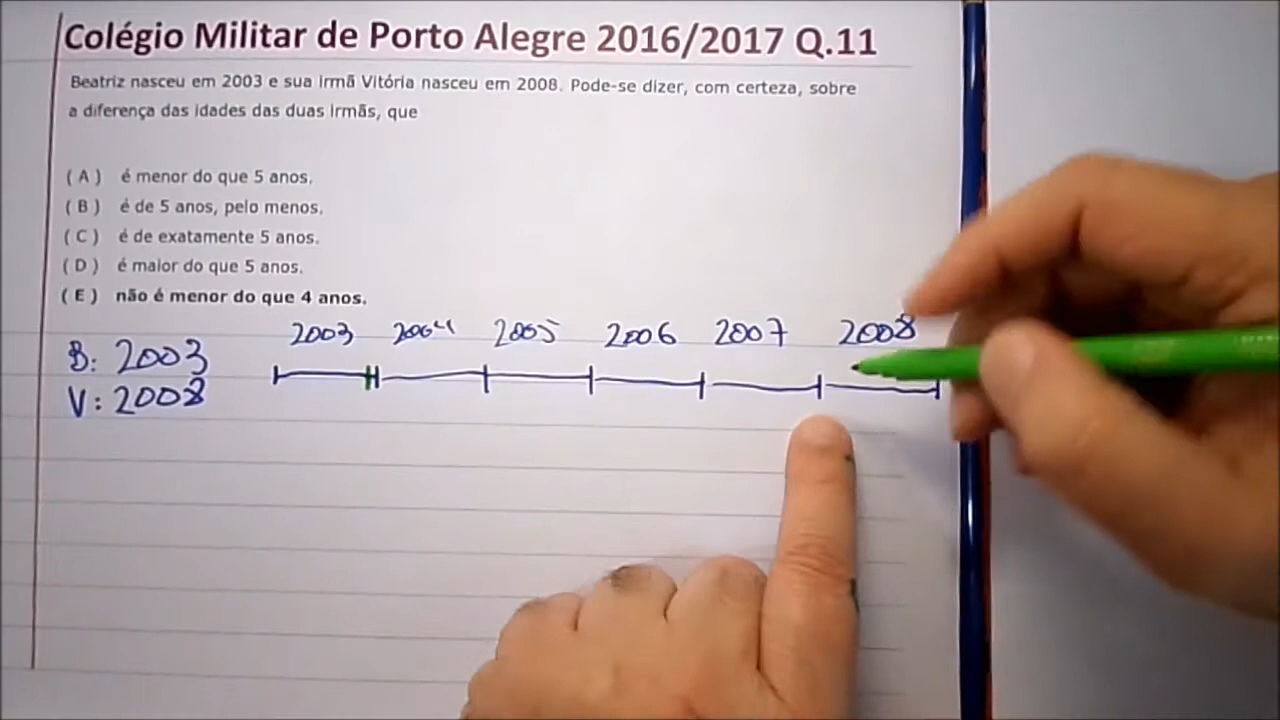 Colégio Militar de Porto Alegre 2016/2017 Q.11
Beatriz nasceu em 2003 e sua irmã Vitória nasceu em 2008. Pode-se dizer, com certeza, sobre
a diferença das idades das duas irmãs, que
( A ) é menor do que 5 anos.
( B ) é de 5 anos, pelo menos.
( C ) é de exatamente 5 anos.
( D ) é maior do que 5 anos.
( E ) não é menor do que 4 anos.
2003 2004 2005 2006 2007 2008
B: 2003
V: 2008